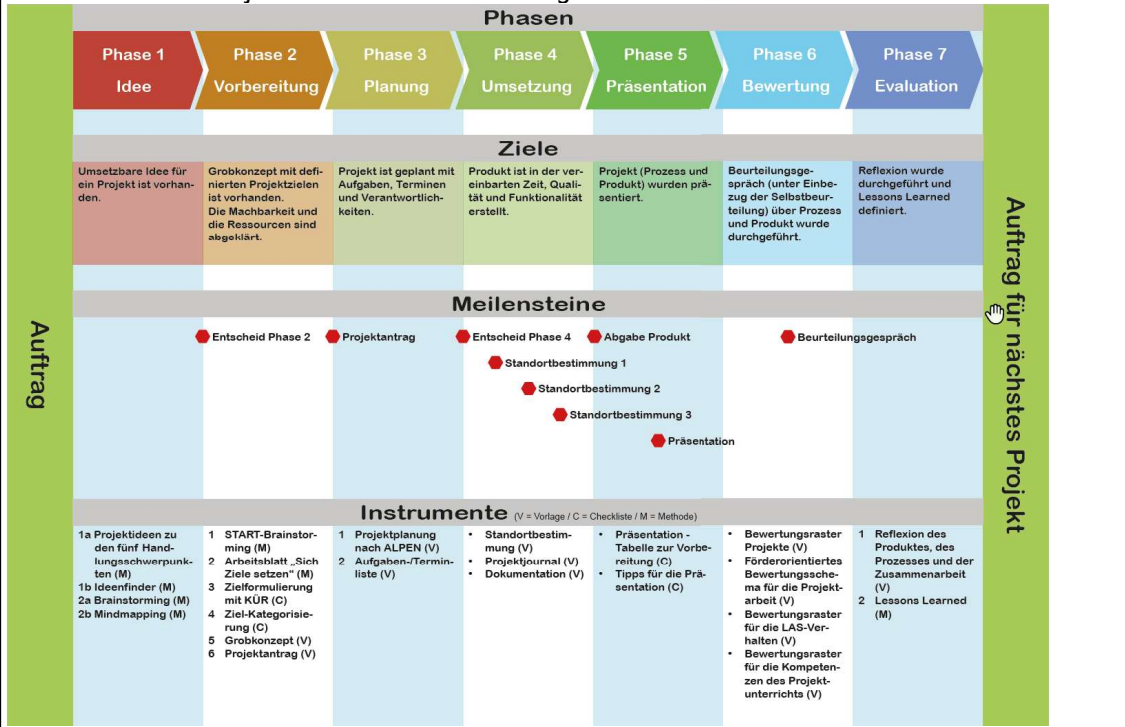 Phasen
Phase 1
Idee
Phase 2
Vorbereitung
Phase 3
Planung
Phase 4
Umsetzung
Phase 5
Präsentation
Phase 6
Bewertung
Phase 7
Evaluation
Auftrag
Ziele
Umsetzbare Idee für
ein Projekt ist vorhan-
den.
Grobkonzept mit defi-
nierten Projektzielen
ist vorhanden.
Die Machbarkeit und
die Ressourcen sind
abgeklärt.
Projekt ist geplant mit
Aufgaben, Terminen
und Verantwortlich-
keiten.
Produkt ist in der ver-
einbarten Zeit, Quali-
tät und Funktionalität
erstellt.
Projekt (Prozess und
Produkt) wurden prä-
sentiert.
Beurteilungsge-
spräch (unter Einbe-
zug der Selbstbeur-
teilung) über Prozess
und Produkt wurde
durchgeführt.
Reflexion wurde
durchgeführt und
Lessons Learned
definiert.
Meilensteine
Entscheid Phase 2
Projektantrag
Entscheid Phase 4
Abgabe Produkt
Beurteilungsgespräch
Standortbestimmung 1
Standortbestimmung 2
Standortbestimmung 3
Präsentation
Instrumente (V = Vorlage / C = Checkliste / M = Methode)
1a Projektideen zu
den fünf Hand-
lungsschwerpunk-
ten (M)
1b Ideenfinder (M)
2a Brainstorming (M)
2b Mindmapping (M)
1 START-Brainstor-
ming (M)
2 Arbeitsblatt „Sich
Ziele setzen“ (M)
3 Zielformulierung
mit KÜR (C)
4 Ziel-Kategorisie-
rung (C)
5 Grobkonzept (V)
6 Projektantrag (V)
1 Projektplanung
nach ALPEN (V)
2 Aufgaben-/Termin-
liste (V)
• Standortbestim-
mung (V)
• Projektjournal (V)
• Dokumentation (V)
• Präsentation -
Tabelle zur Vorbe-
reitung (C)
• Tipps für die Prä-
sentation (C)
• Bewertungsraster
Projekte (V)
• Förderorientiertes
Bewertungssche-
ma für die Projekt-
arbeit (V)
• Bewertungsraster
für die LAS-Ver-
halten (V)
• Bewertungsraster
für die Kompeten-
zen des Projekt-
unterrichts (V)
1 Reflexion des
Produktes, des
Prozesses und der
Zusammenarbeit
(V)
2 Lessons Learned
(M)
Auftrag für nächstes Projekt